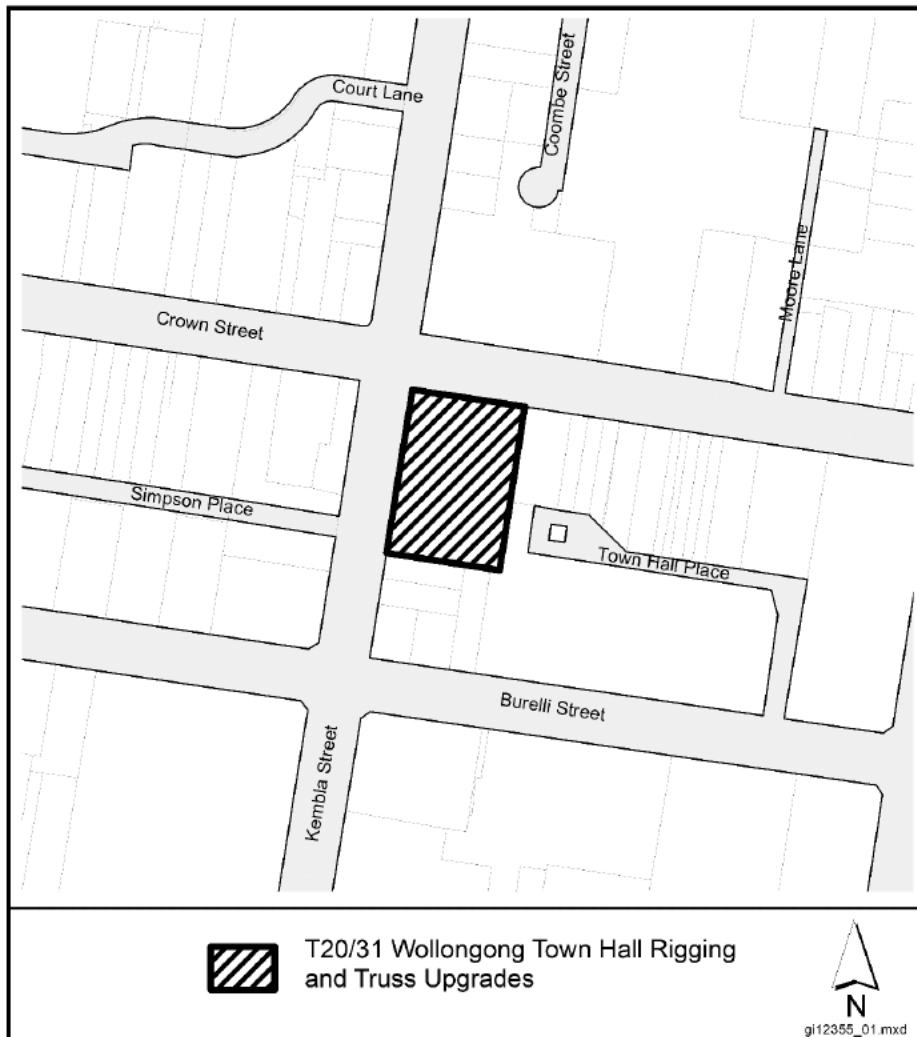 Court Lane
Coombe Street
Moore Lane
Crown Street
Simpson Place
Town Hall Place
Burelli Street
Kembla Street
T20/31 Wollongong Town Hall Rigging
and Truss Upgrades
N
gi12355_01.mxd